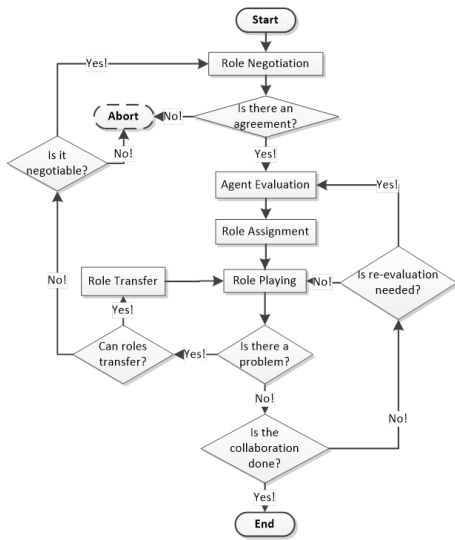 Start
Yes!
Role Negotiation
Abort
No!
Is there an
agreement?
Is it
negotiable?
No!
Yes!
Agent Evaluation
Yes!
Role Assignment
No!
Role Transfer
Role Playing
No!
Is re-evaluation
needed?
Yes!
Can roles
transfer?
Yes!
Is there a
problem?
No!
No!
Is the
collaboration
done?
Yes!
End